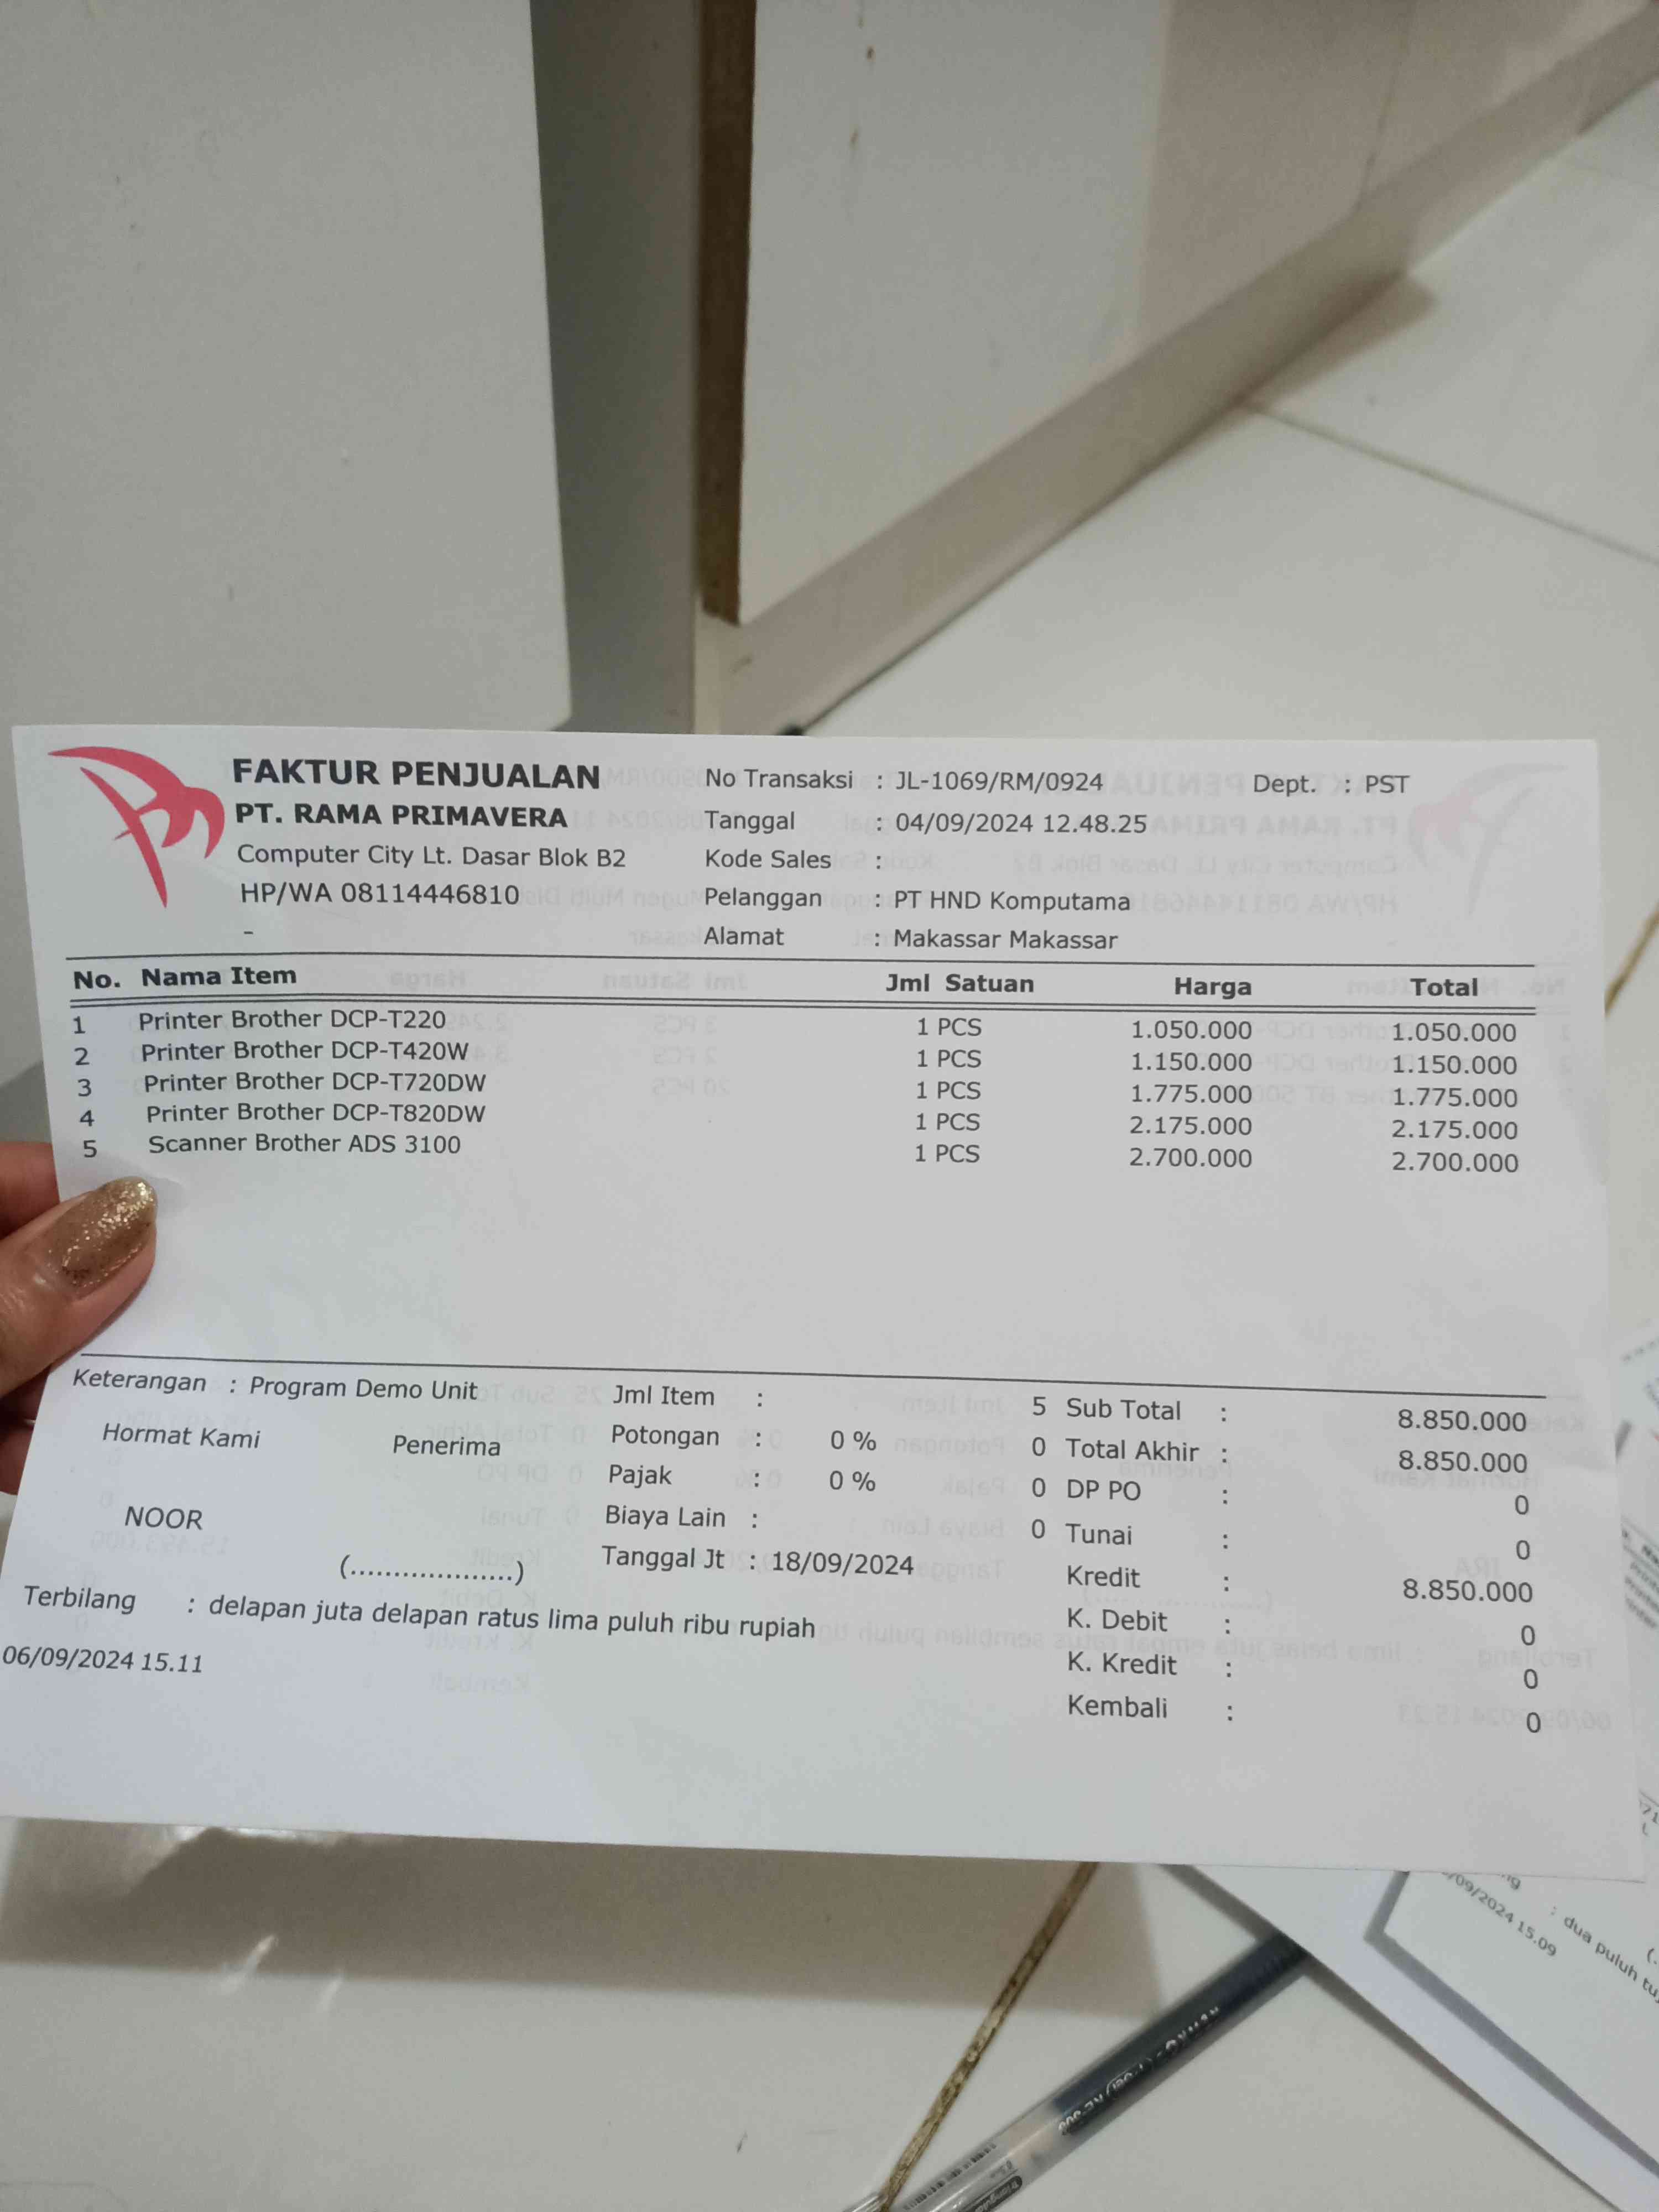 FAKTUR PENJUALAN
PT. RAMA PRIMAVERA
Computer City Lt. Dasar Blok B2
HP/WA 08114446810
-
No Transaksi : JL-1069/RM/0924 Dept. : PST
Tanggal : 04/09/2024 12.48.25
Kode Sales :
Pelanggan : PT HND Komputama
Alamat : Makassar Makassar
No. Nama Item Jml Satuan Harga Total
1 Printer Brother DCP-T220 1 PCS 1.050.000 1.050.000
2 Printer Brother DCP-T420W 1 PCS 1.150.000 1.150.000
3 Printer Brother DCP-T720DW 1 PCS 1.775.000 1.775.000
4 Printer Brother DCP-T820DW 1 PCS 2.175.000 2.175.000
5 Scanner Brother ADS 3100 1 PCS 2.700.000 2.700.000
Keterangan : Program Demo Unit Jml Item : 5 Sub Total : 8.850.000
Hormat Kami Penerima Potongan : 0 % 0 Total Akhir : 8.850.000
Pajak : 0 % 0 DP PO : 0
NOOR Biaya Lain : 0 Tunai : 0
(...................) Tanggal Jt : 18/09/2024 Kredit : 8.850.000
Terbilang : delapan juta delapan ratus lima puluh ribu rupiah K. Debit : 0
06/09/2024 15.11 K. Kredit : 0
Kembali : 0
/09/2024 15.09
: dua puluh